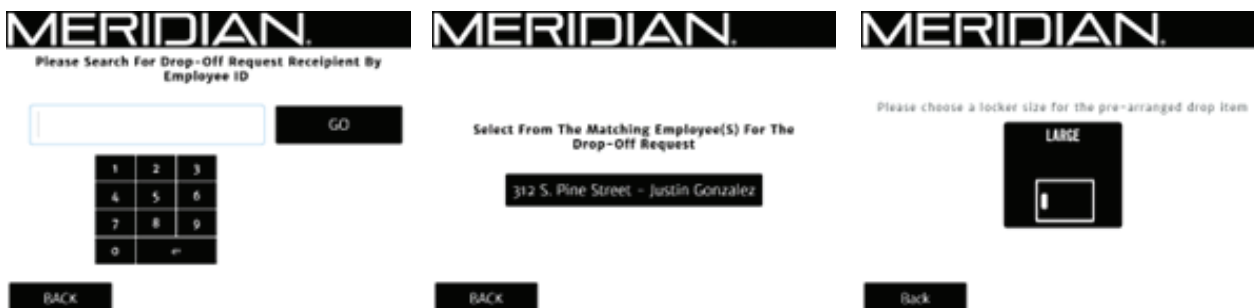 MERIDIAN®
Please Search For Drop-Off Request Receipient By
Employee ID
GO
1 2 3
4 5 6
7 8 9
0 ←
BACK
MERIDIAN®
Select From The Matching Employee(S) For The
Drop-Off Request
312 S. Pine Street - Justin Gonzalez
BACK
MERIDIAN®
Please choose a locker size for the pre-arranged drop item
LARGE
Back